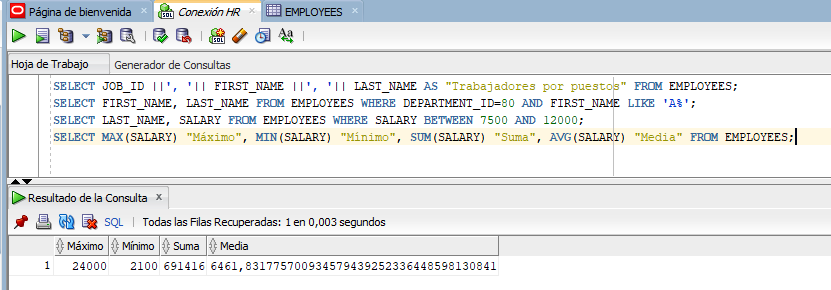 Página de bienvenida Conexión HR EMPLOYEES
SQL
Aa
Hoja de Trabajo Generador de Consultas
SELECT JOB_ID ||', '|| FIRST_NAME ||', '|| LAST_NAME AS "Trabajadores por puestos" FROM EMPLOYEES;
SELECT FIRST_NAME, LAST_NAME FROM EMPLOYEES WHERE DEPARTMENT_ID=80 AND FIRST_NAME LIKE 'A%';
SELECT LAST_NAME, SALARY FROM EMPLOYEES WHERE SALARY BETWEEN 7500 AND 12000;
SELECT MAX(SALARY) "Máximo", MIN(SALARY) "Mínimo", SUM(SALARY) "Suma", AVG(SALARY) "Media" FROM EMPLOYEES;
Resultado de la Consulta x
SQL | Todas las Filas Recuperadas: 1 en 0,003 segundos
Máximo Mínimo Suma Media
1 24000 2100 691416 6461,83177570093457943925233644859813084​1